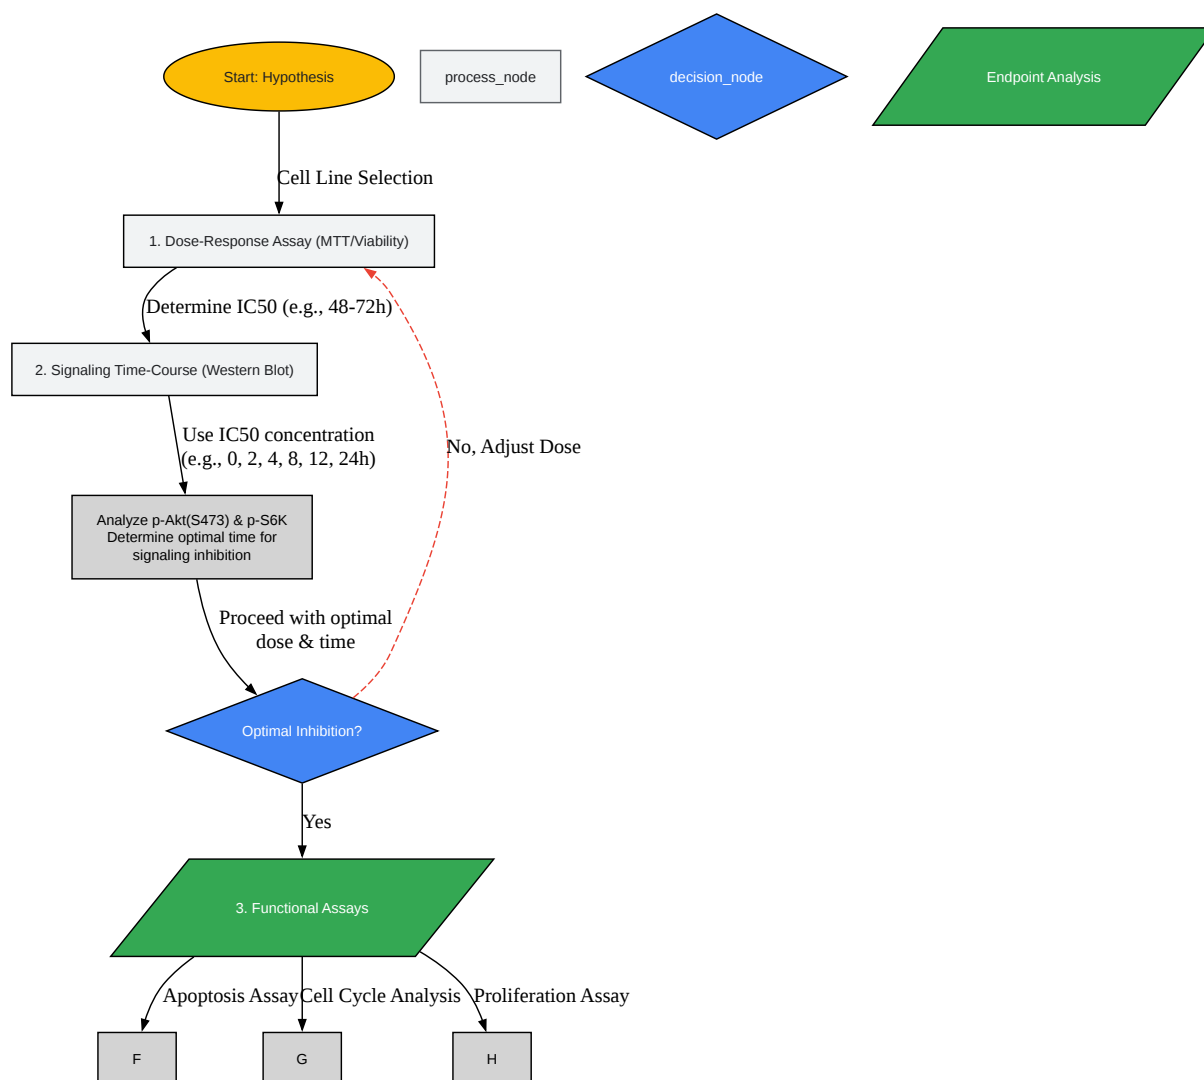 Start: Hypothesis
process_node
decision_node
Endpoint Analysis
Cell Line Selection
1. Dose-Response Assay (MTT/Viability)
Determine IC50 (e.g., 48-72h)
2. Signaling Time-Course (Western Blot)
Use IC50 concentration
(e.g., 0, 2, 4, 8, 12, 24h)
No, Adjust Dose
Analyze p-Akt(S473) & p-S6K
Determine optimal time for
signaling inhibition
Proceed with optimal
dose & time
Optimal Inhibition?
Yes
3. Functional Assays
Apoptosis Assay
Cell Cycle Analysis
Proliferation Assay
F
G
H